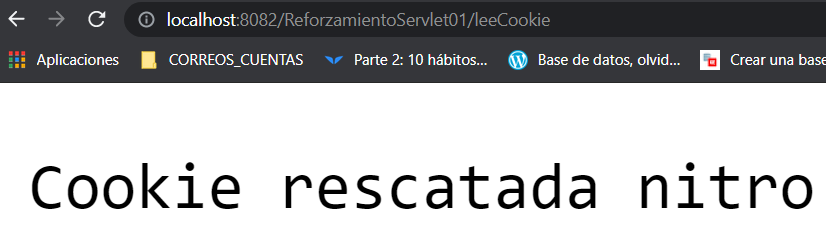 localhost:8082/ReforzamientoServlet01/leeCookie
Aplicaciones CORREOS_CUENTAS Parte 2: 10 hábitos... Base de datos, olvid... Crear una base
Cookie rescatada nitro